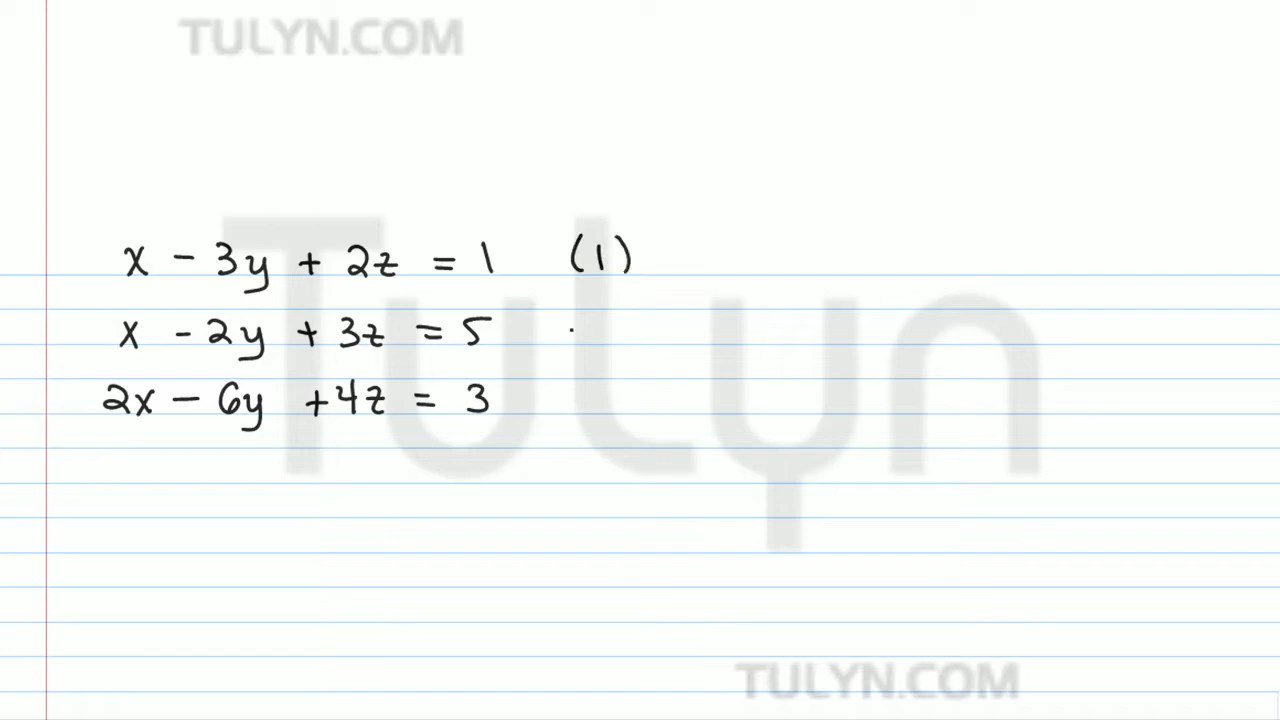 TULYN.COM
x - 3y + 2z = 1 (1)
x - 2y + 3z = 5
2x - 6y + 4z = 3
TuLyn
TULYN.COM